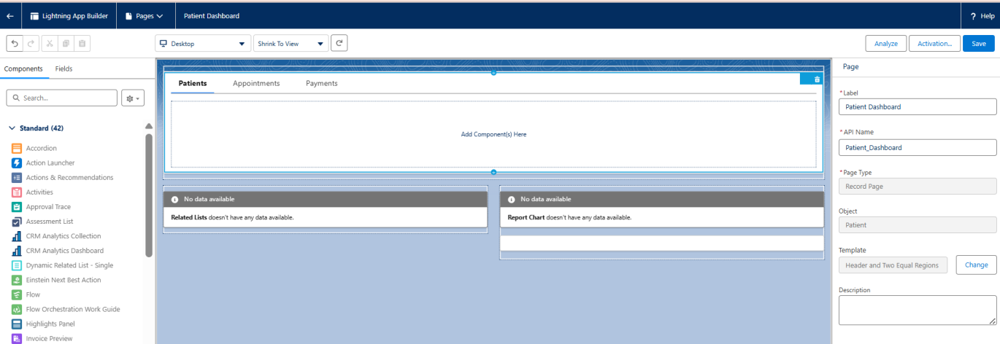 Lightning App Builder
Pages
Patient Dashboard
? Help
Desktop
Shrink To View
Analyze
Activation...
Save
Components
Fields
Search...
Standard (42)
Accordion
Action Launcher
Actions & Recommendations
Activities
Approval Trace
Assessment List
CRM Analytics Collection
CRM Analytics Dashboard
Dynamic Related List - Single
Einstein Next Best Action
Flow
Flow Orchestration Work Guide
Highlights Panel
Invoice Preview
Patients
Appointments
Payments
Add Component(s) Here
No data available
Related Lists doesn't have any data available.
No data available
Report Chart doesn't have any data available.
Page
*Label
Patient Dashboard
*API Name
Patient_Dashboard
*Page Type
Record Page
Object
Patient
Template
Header and Two Equal Regions
Change
Description